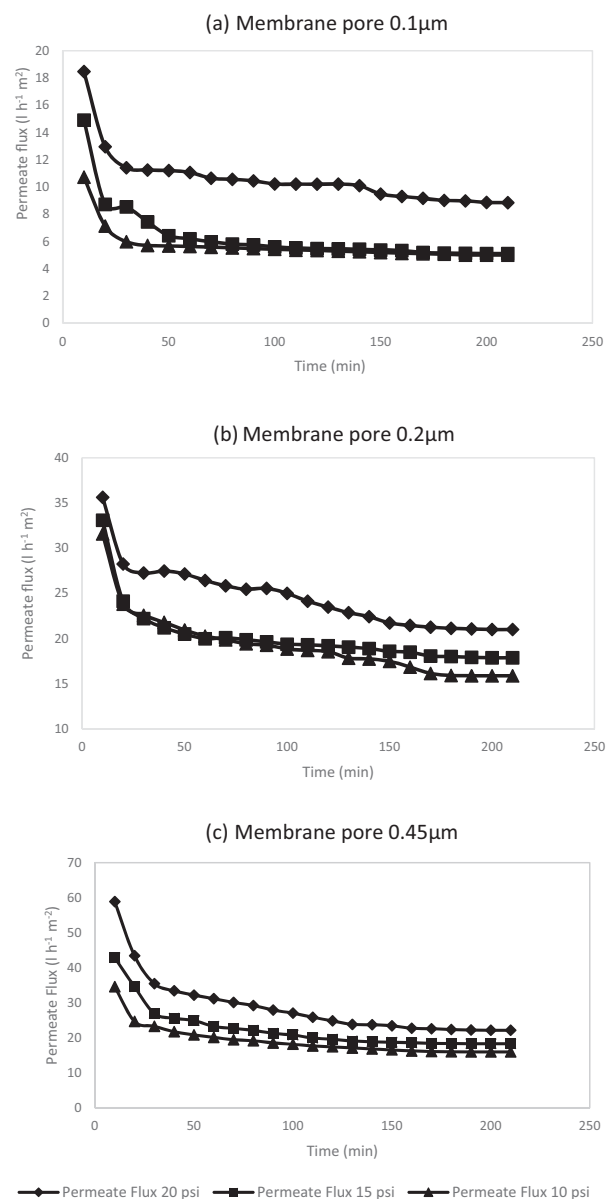 (a) Membrane pore 0.1µm
Permeate flux (l h⁻¹ m²)
20
18
16
14
12
10
8
6
4
2
0
0 50 100 150 200 250
Time (min)
(b) Membrane pore 0.2µm
Permeate flux (l h⁻¹ m²)
40
35
30
25
20
15
10
0 50 100 150 200 250
Time (min)
(c) Membrane pore 0.45µm
Permeate Flux (l h⁻¹ m⁻²)
70
60
50
40
30
20
10
0
0 50 100 150 200 250
Time (min)
Permeate Flux 20 psi Permeate Flux 15 psi Permeate Flux 10 psi